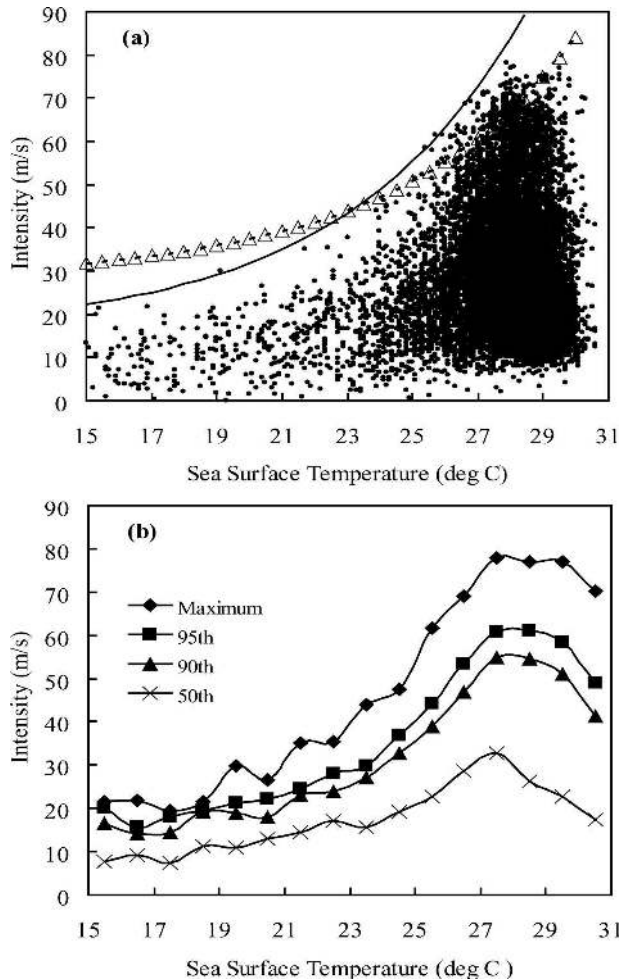 90
80
70
60
50
40
30
20
10
0
(a)
Intensity (m/s)
15 17 19 21 23 25 27 29 31
Sea Surface Temperature (deg C)
90
80
70
60
50
40
30
20
10
0
(b)
Maximum
95th
90th
50th
Intensity (m/s)
15 17 19 21 23 25 27 29 31
Sea Surface Temperature (deg C )